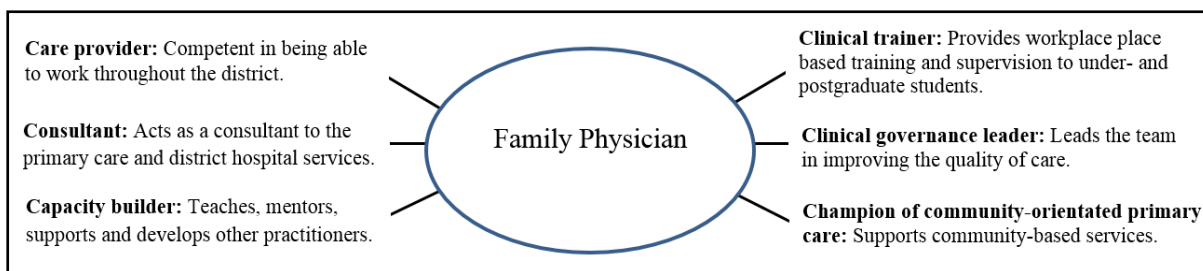 Care provider: Competent in being able
to work throughout the district.
Consultant: Acts as a consultant to the
primary care and district hospital services.
Capacity builder: Teaches, mentors,
supports and develops other practitioners.
Family Physician
Clinical trainer: Provides workplace place
based training and supervision to under- and
postgraduate students.
Clinical governance leader: Leads the team
in improving the quality of care.
Champion of community-orientated primary
care: Supports community-based services.